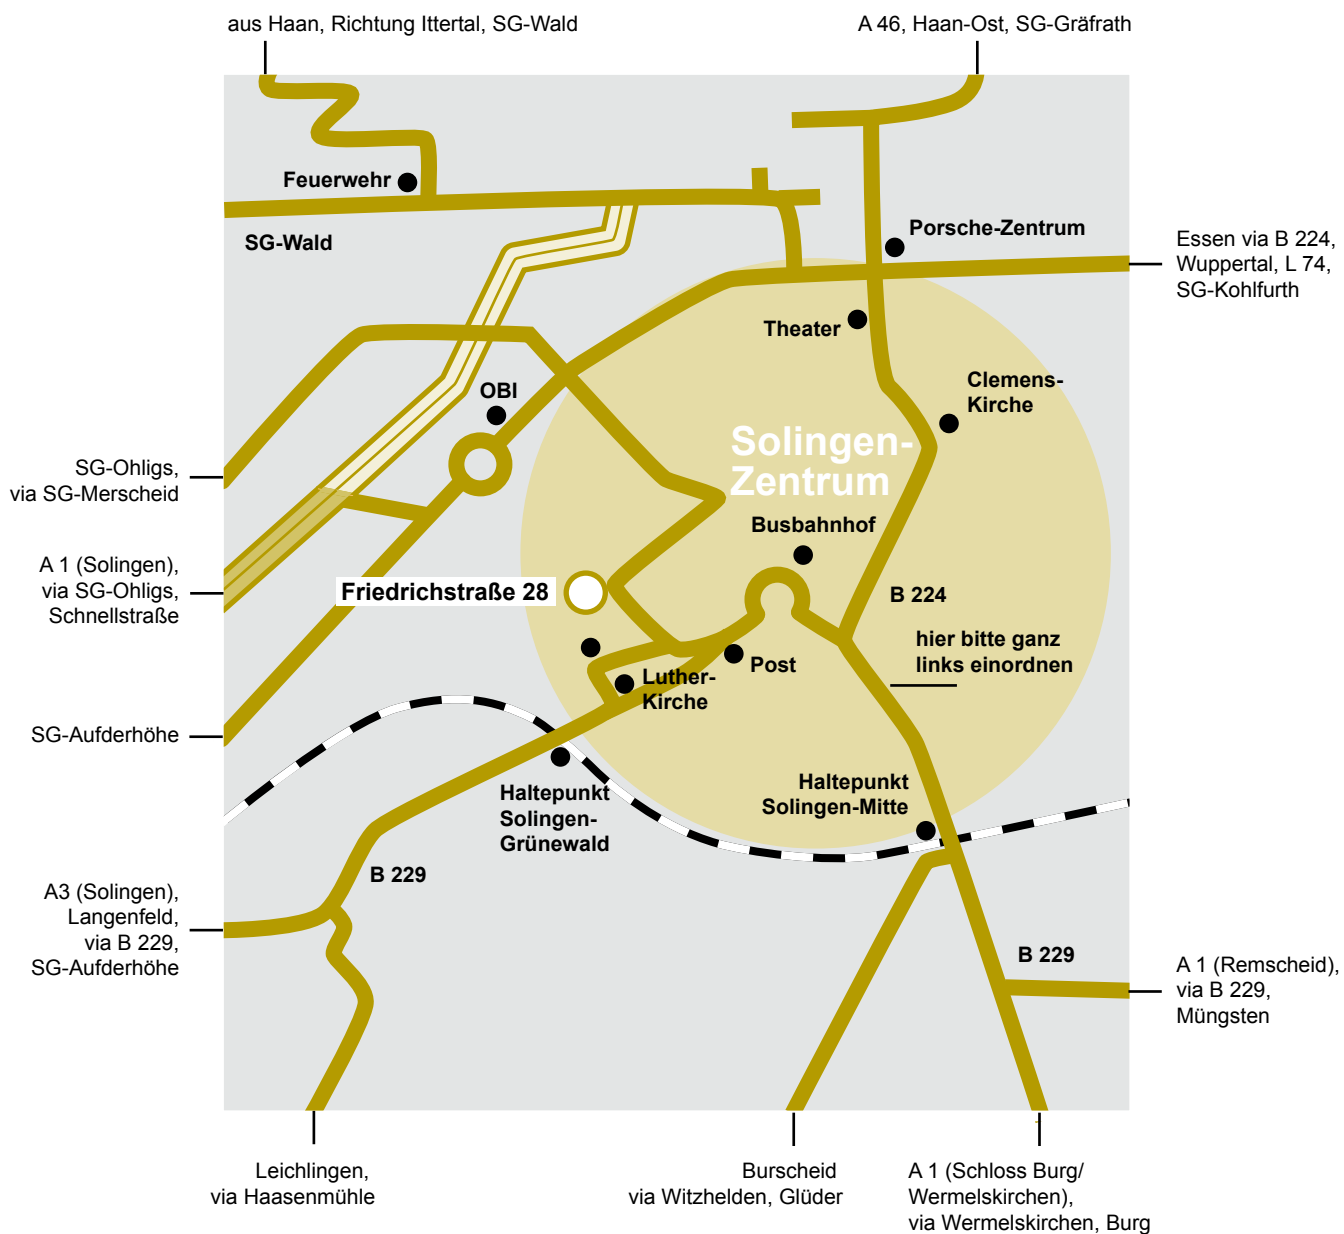 aus Haan, Richtung Ittertal, SG-Wald
A 46, Haan-Ost, SG-Gräfrath
Feuerwehr
SG-Wald
Porsche-Zentrum
Essen via B 224,
Wuppertal, L 74,
SG-Kohlfurth
Theater
OBI
Clemens-
Kirche
Solingen-
Zentrum
SG-Ohligs,
via SG-Merscheid
Busbahnhof
A 1 (Solingen),
via SG-Ohligs,
Schnellstraße
Friedrichstraße 28
B 224
hier bitte ganz
links einordnen
Post
Luther-
Kirche
SG-Aufderhöhe
Haltepunkt
Solingen-
Grünewald
Haltepunkt
Solingen-Mitte
B 229
A3 (Solingen),
Langenfeld,
via B 229,
SG-Aufderhöhe
B 229
A 1 (Remscheid),
via B 229,
Müngsten
Leichlingen,
via Haasenmühle
Burscheid
via Witzhelden, Glüder
A 1 (Schloss Burg/
Wermelskirchen),
via Wermelskirchen, Burg